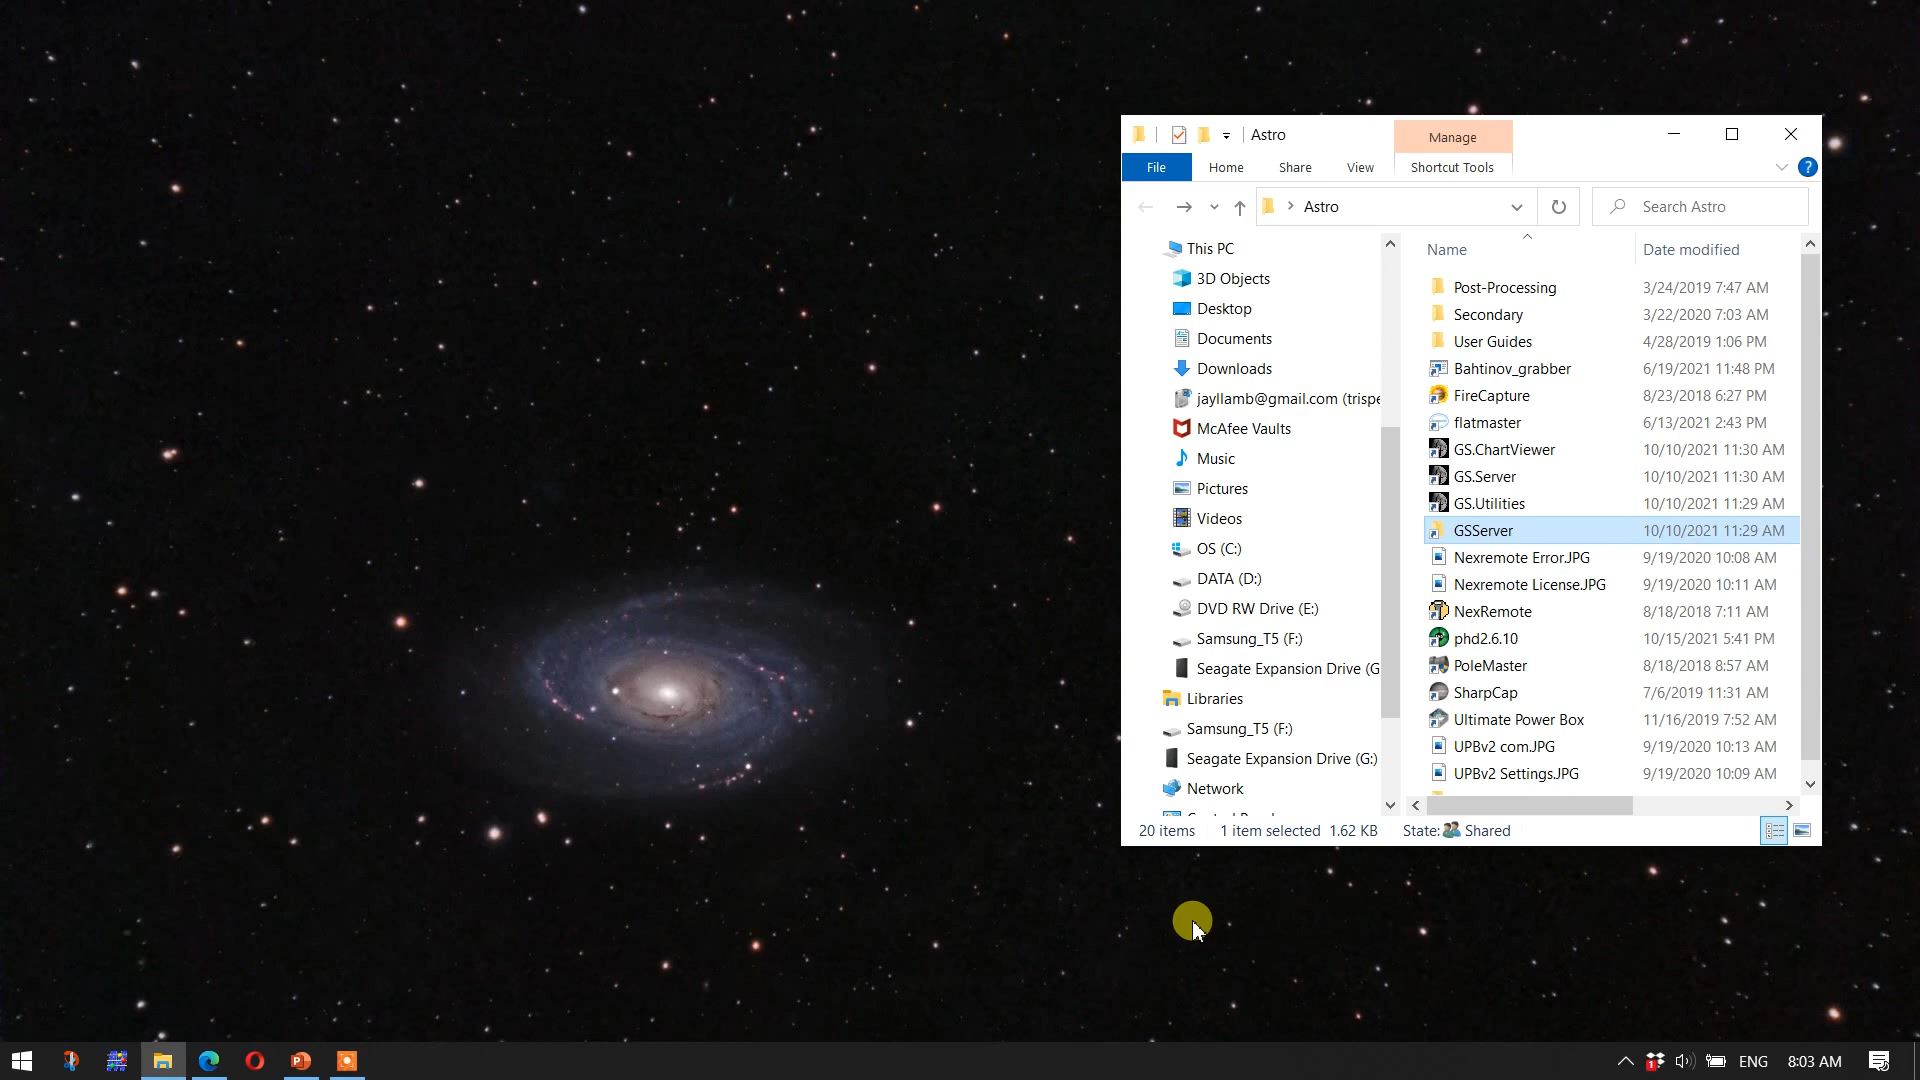 Astro
Manage
File
Home
Share
View
Shortcut Tools
?
Astro
Search Astro
This PC
3D Objects
Desktop
Documents
Downloads
jayllamb@gmail.com (trispe
McAfee Vaults
Music
Pictures
Videos
OS (C:)
DATA (D:)
DVD RW Drive (E:)
Samsung_T5 (F:)
Seagate Expansion Drive (G
Libraries
Samsung_T5 (F:)
Seagate Expansion Drive (G:)
Network
Name Date modified
Post-Processing 3/24/2019 7:47 AM
Secondary 3/22/2020 7:03 AM
User Guides 4/28/2019 1:06 PM
Bahtinov_grabber 6/19/2021 11:48 PM
FireCapture 8/23/2018 6:27 PM
flatmaster 6/13/2021 2:43 PM
GS.ChartViewer 10/10/2021 11:30 AM
GS.Server 10/10/2021 11:30 AM
GS.Utilities 10/10/2021 11:29 AM
GSServer 10/10/2021 11:29 AM
Nexremote Error.JPG 9/19/2020 10:08 AM
Nexremote License.JPG 9/19/2020 10:11 AM
NexRemote 8/18/2018 7:11 AM
phd2.6.10 10/15/2021 5:41 PM
PoleMaster 8/18/2018 8:57 AM
SharpCap 7/6/2019 11:31 AM
Ultimate Power Box 11/16/2019 7:52 AM
UPBv2 com.JPG 9/19/2020 10:13 AM
UPBv2 Settings.JPG 9/19/2020 10:09 AM
20 items 1 item selected 1.62 KB State: Shared
1 ENG 8:03 AM